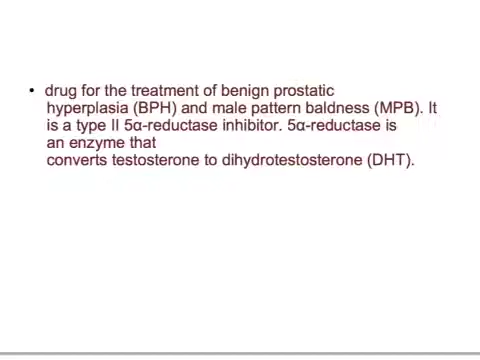 • drug for the treatment of benign prostatic
hyperplasia (BPH) and male pattern baldness (MPB). It
is a type II 5α-reductase inhibitor. 5α-reductase is
an enzyme that
converts testosterone to dihydrotestosterone (DHT).